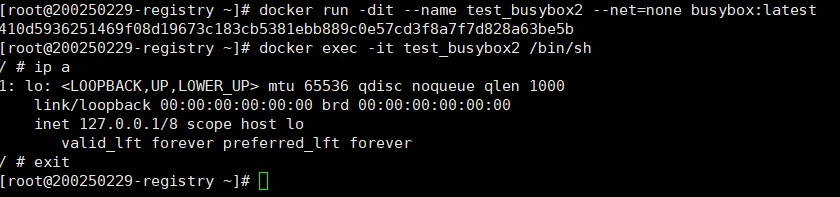 [root@200250229-registry ~]# docker run -dit --name test_busybox2 --net=none busybox:latest
410d5936251469f08d19673c183cb5381ebb889c0e57cd3f8a7f7d828a63be5b
[root@200250229-registry ~]# docker exec -it test_busybox2 /bin/sh
/ # ip a
1: lo: <LOOPBACK,UP,LOWER_UP> mtu 65536 qdisc noqueue qlen 1000
    link/loopback 00:00:00:00:00:00 brd 00:00:00:00:00:00
    inet 127.0.0.1/8 scope host lo
       valid_lft forever preferred_lft forever
/ # exit
[root@200250229-registry ~]#